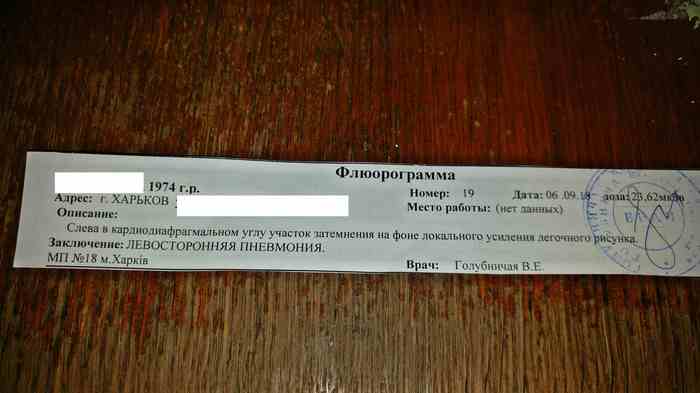 Флюорограмма
1974 г.р. Номер: 19 Дата: 06 .09.18 доза: 23,62мкЗв
Адрес: г. ХАРЬКОВ Место работы: (нет данных)
Описание:
Слева в кардиодиафрагмальном углу участок затемнения на фоне локального усиления легочного рисунка.
Заключение: ЛЕВОСТОРОННЯЯ ПНЕВМОНИЯ.
МП №18 м.Харків Врач: Голубничая В.Е.